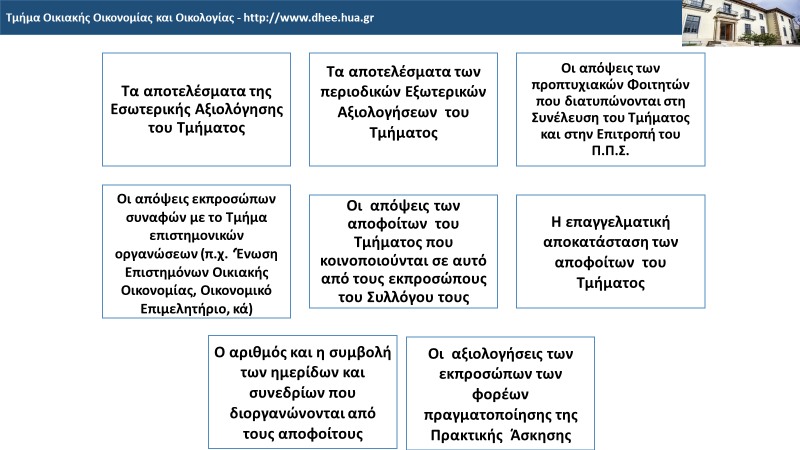 Τμήμα Οικιακής Οικονομίας και Οικολογίας - http://www.dhee.hua.gr
Τα αποτελέσματα της
Εσωτερικής Αξιολόγησης
του Τμήματος
Τα αποτελέσματα των
περιοδικών Εξωτερικών
Αξιολογήσεων του
Τμήματος
Οι απόψεις των
προπτυχιακών Φοιτητών
που διατυπώνονται στη
Συνέλευση του Τμήματος
και στην Επιτροπή του
Π.Π.Σ.
Οι απόψεις εκπροσώπων
συναφών με το Τμήμα
επιστημονικών
οργανώσεων (π.χ. Ένωση
Επιστημόνων Οικιακής
Οικονομίας, Οικονομικό
Επιμελητήριο, κά)
Οι απόψεις των
αποφοίτων του
Τμήματος που
κοινοποιούνται σε αυτό
από τους εκπροσώπους
του Συλλόγου τους
Η επαγγελματική
αποκατάσταση των
αποφοίτων του
Τμήματος
Ο αριθμός και η συμβολή
των ημερίδων και
συνεδρίων που
διοργανώνονται από
τους αποφοίτους
Οι αξιολογήσεις των
εκπροσώπων των
φορέων
πραγματοποίησης της
Πρακτικής Άσκησης